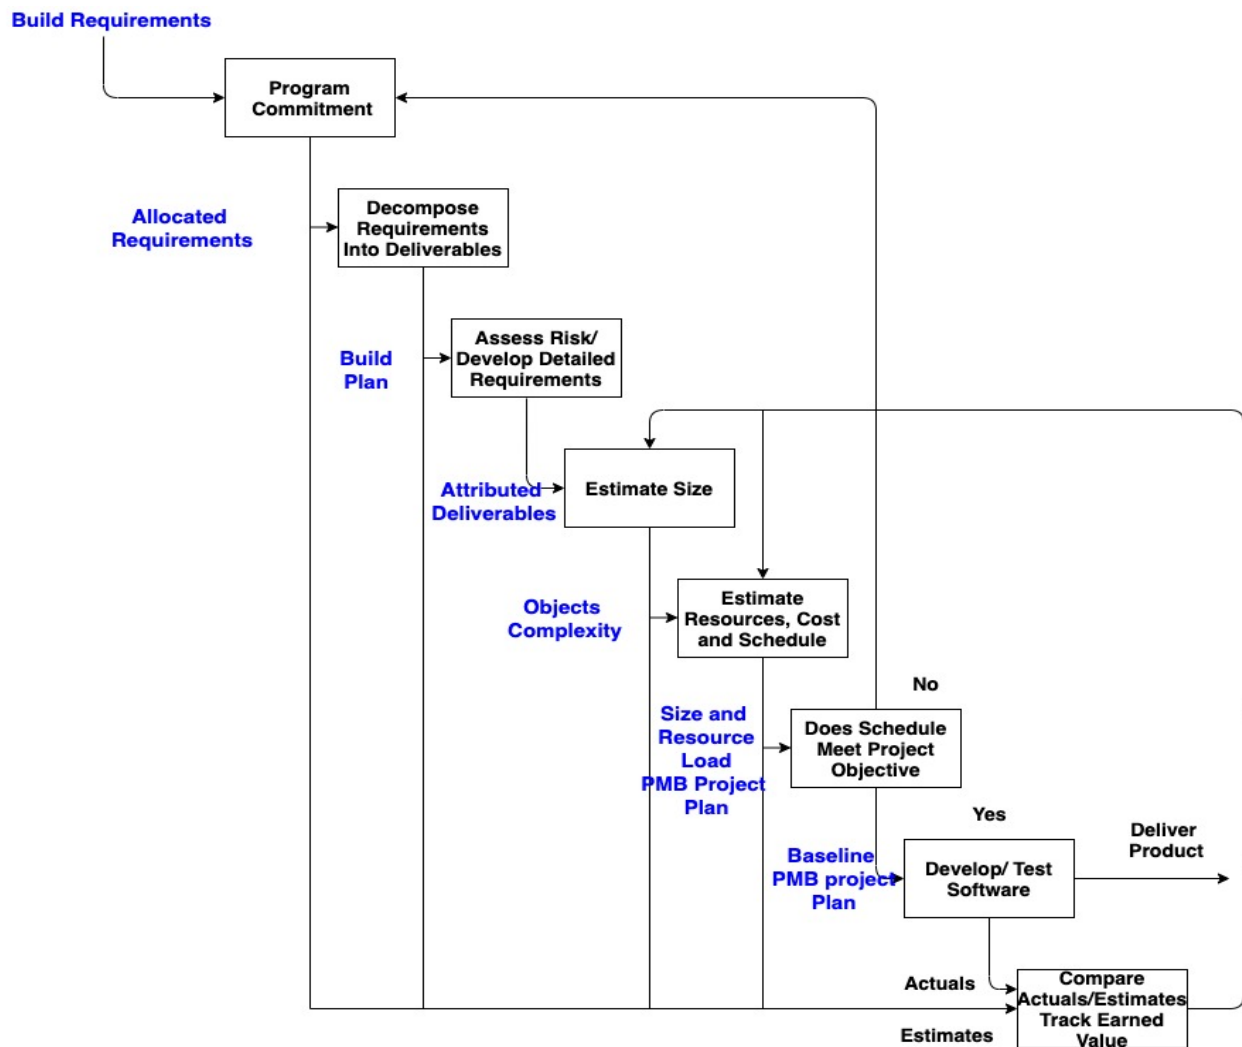 Build Requirements
Program
Commitment
Allocated
Requirements
Decompose
Requirements
Into Deliverables
Build
Plan
Assess Risk/
Develop Detailed
Requirements
Attributed
Deliverables
Estimate Size
Objects
Complexity
Estimate
Resources, Cost
and Schedule
No
Size and
Resource
Load
PMB Project
Plan
Does Schedule
Meet Project
Objective
Yes
Baseline
PMB project
Plan
Develop/ Test
Software
Deliver
Product
Actuals
Estimates
Compare
Actuals/Estimates
Track Earned
Value